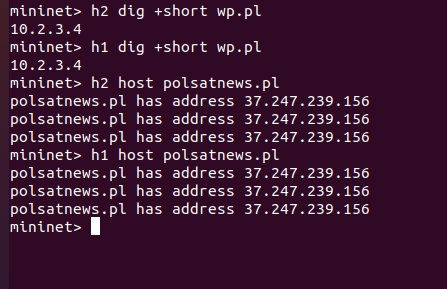 mininet> h2 dig +short wp.pl
10.2.3.4
mininet> h1 dig +short wp.pl
10.2.3.4
mininet> h2 host polsatnews.pl
polsatnews.pl has address 37.247.239.156
polsatnews.pl has address 37.247.239.156
polsatnews.pl has address 37.247.239.156
mininet> h1 host polsatnews.pl
polsatnews.pl has address 37.247.239.156
polsatnews.pl has address 37.247.239.156
polsatnews.pl has address 37.247.239.156
mininet>